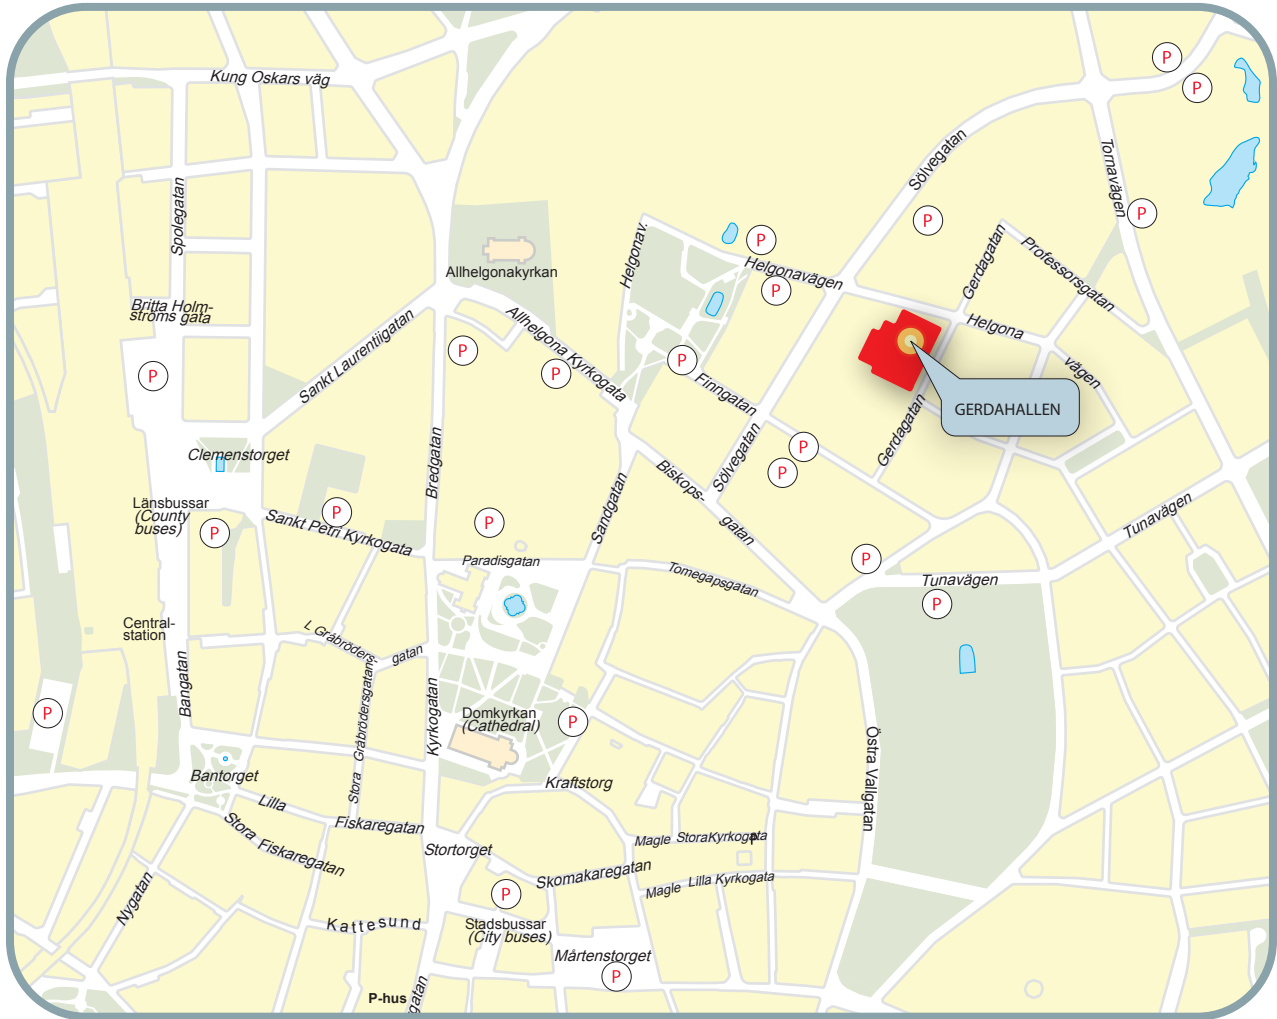 Kung Oskars väg
P
P
Sölvegatan
Tornavägen
Spolegatan
P
P
Helgonav.
P
Gerdagatan
Professorsgatan
Allhelgonakyrkan
Helgonavägen
P
Britta Holm-
ströms gata
Allhelgona Kyrkogata
Helgona
vägen
Sankt Laurentiigatan
P
P
P
P
Finngatan
GERDAHALLEN
Clemenstorget
Bredgatan
Sölvegatan
Gerdagatan
P
P
Biskops-
gatan
Länsbussar
(County
buses)
P
P
Sankt Petri Kyrkogata
P
Sandgatan
Tunavägen
Paradisgatan
P
Tomegapsgatan
Tunavägen
P
Central-
station
L Gråbröders-
gatan
Bangatan
P
Stora Gråbrödersgatan
Kyrkogatan
Domkyrkan
(Cathedral)
P
Östra Vallgatan
Bantorget
Kraftstorg
Lilla
Fiskaregatan
Stora Fiskaregatan
Stortorget
Magle StoraKyrkogata
P
Skomakaregatan
Magle Lilla Kyrkogata
Nygatan
P
Kattesund
Stadsbussar
(City buses)
Mårtenstorget
P
P-hus
gatan